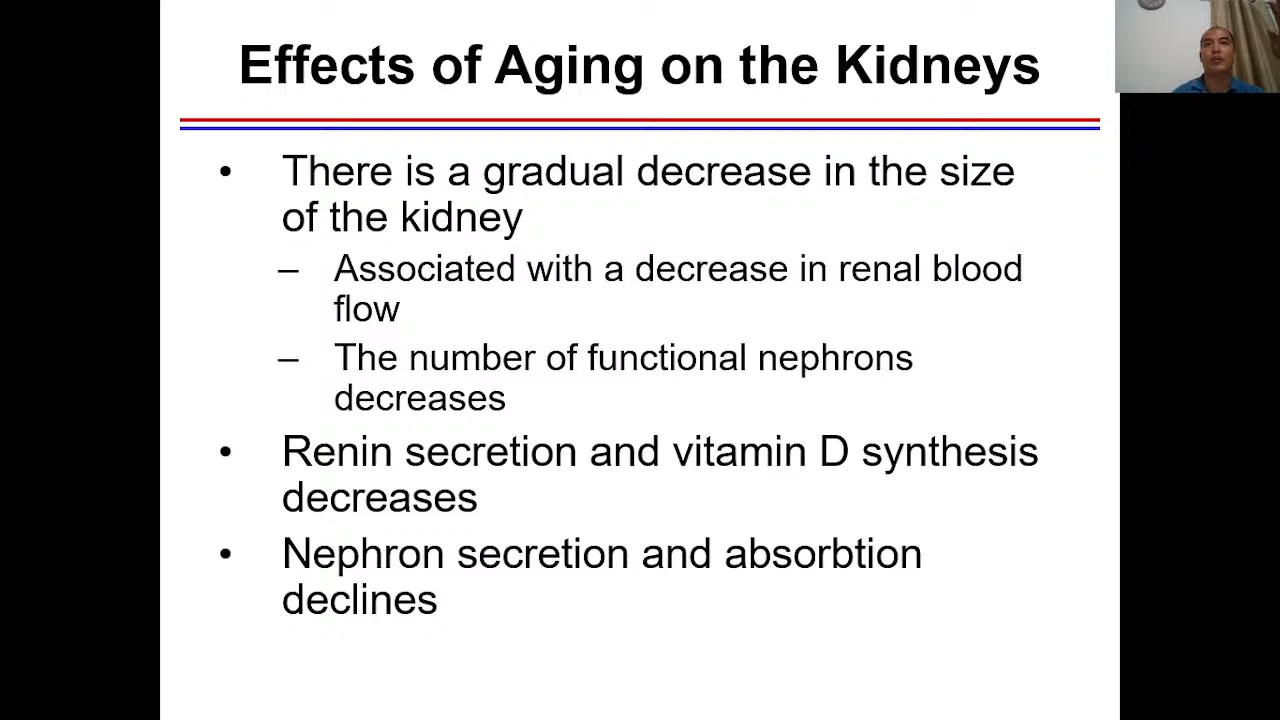 Effects of Aging on the Kidneys
• There is a gradual decrease in the size
of the kidney
– Associated with a decrease in renal blood
flow
– The number of functional nephrons
decreases
• Renin secretion and vitamin D synthesis
decreases
• Nephron secretion and absorbtion
declines